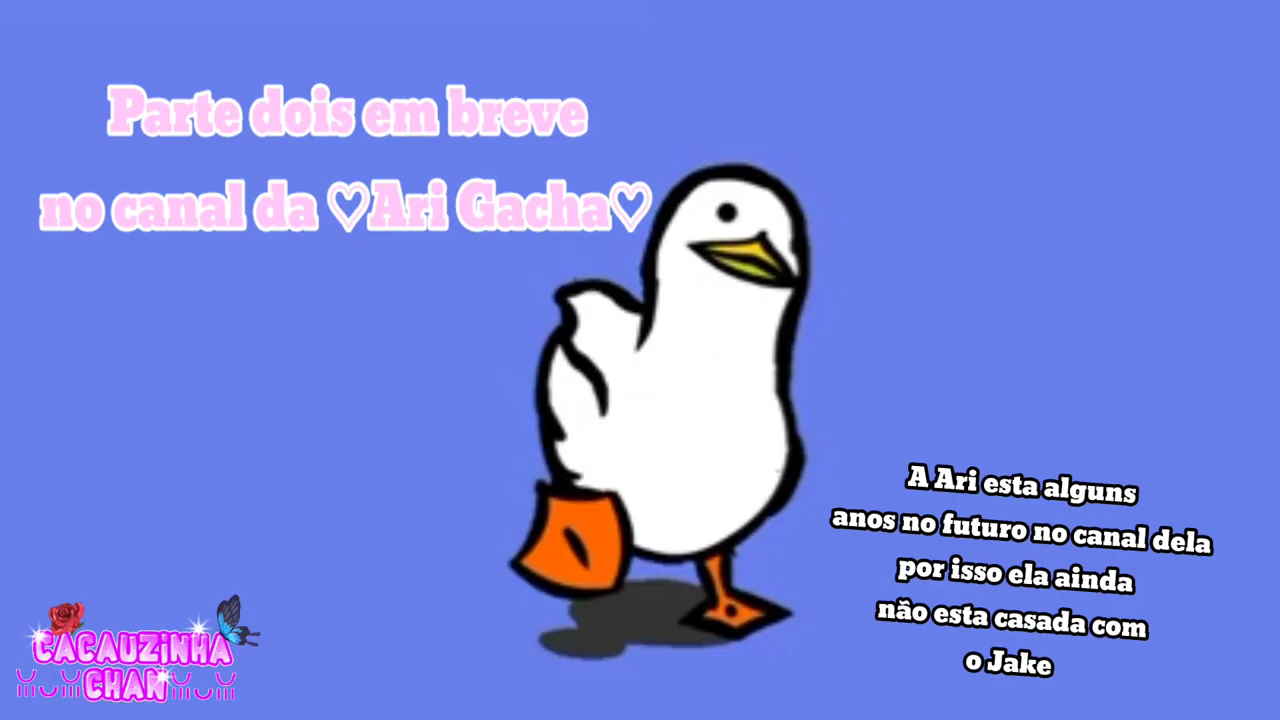 Parte dois em breve
no canal da ♡Ari Gacha♡
A Ari esta alguns
anos no futuro no canal dela
por isso ela ainda
não esta casada com
o Jake
CACAUZINHA
CHAN